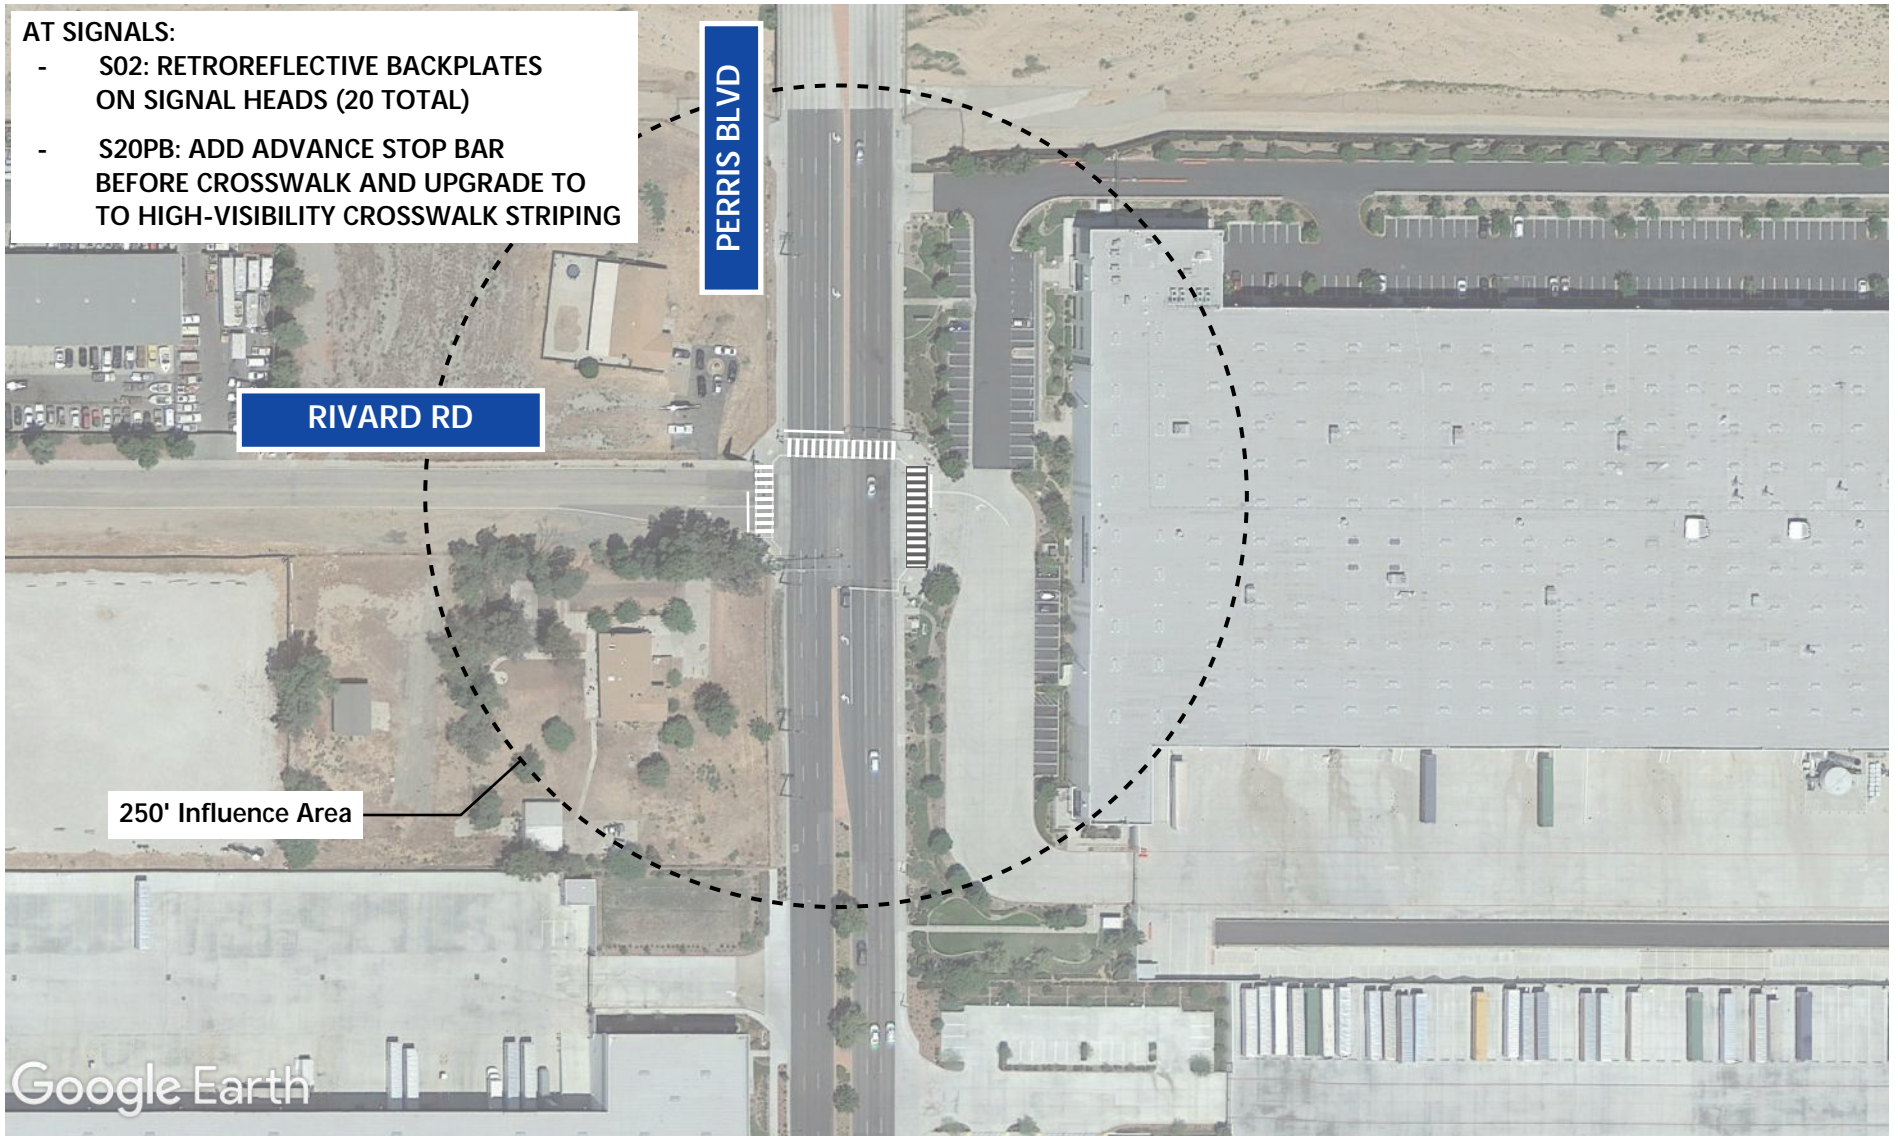 AT SIGNALS:
- S02: RETROREFLECTIVE BACKPLATES
ON SIGNAL HEADS (20 TOTAL)
- S20PB: ADD ADVANCE STOP BAR
BEFORE CROSSWALK AND UPGRADE TO
TO HIGH-VISIBILITY CROSSWALK STRIPING
PERRIS BLVD
RIVARD RD
250' Influence Area
Google Earth